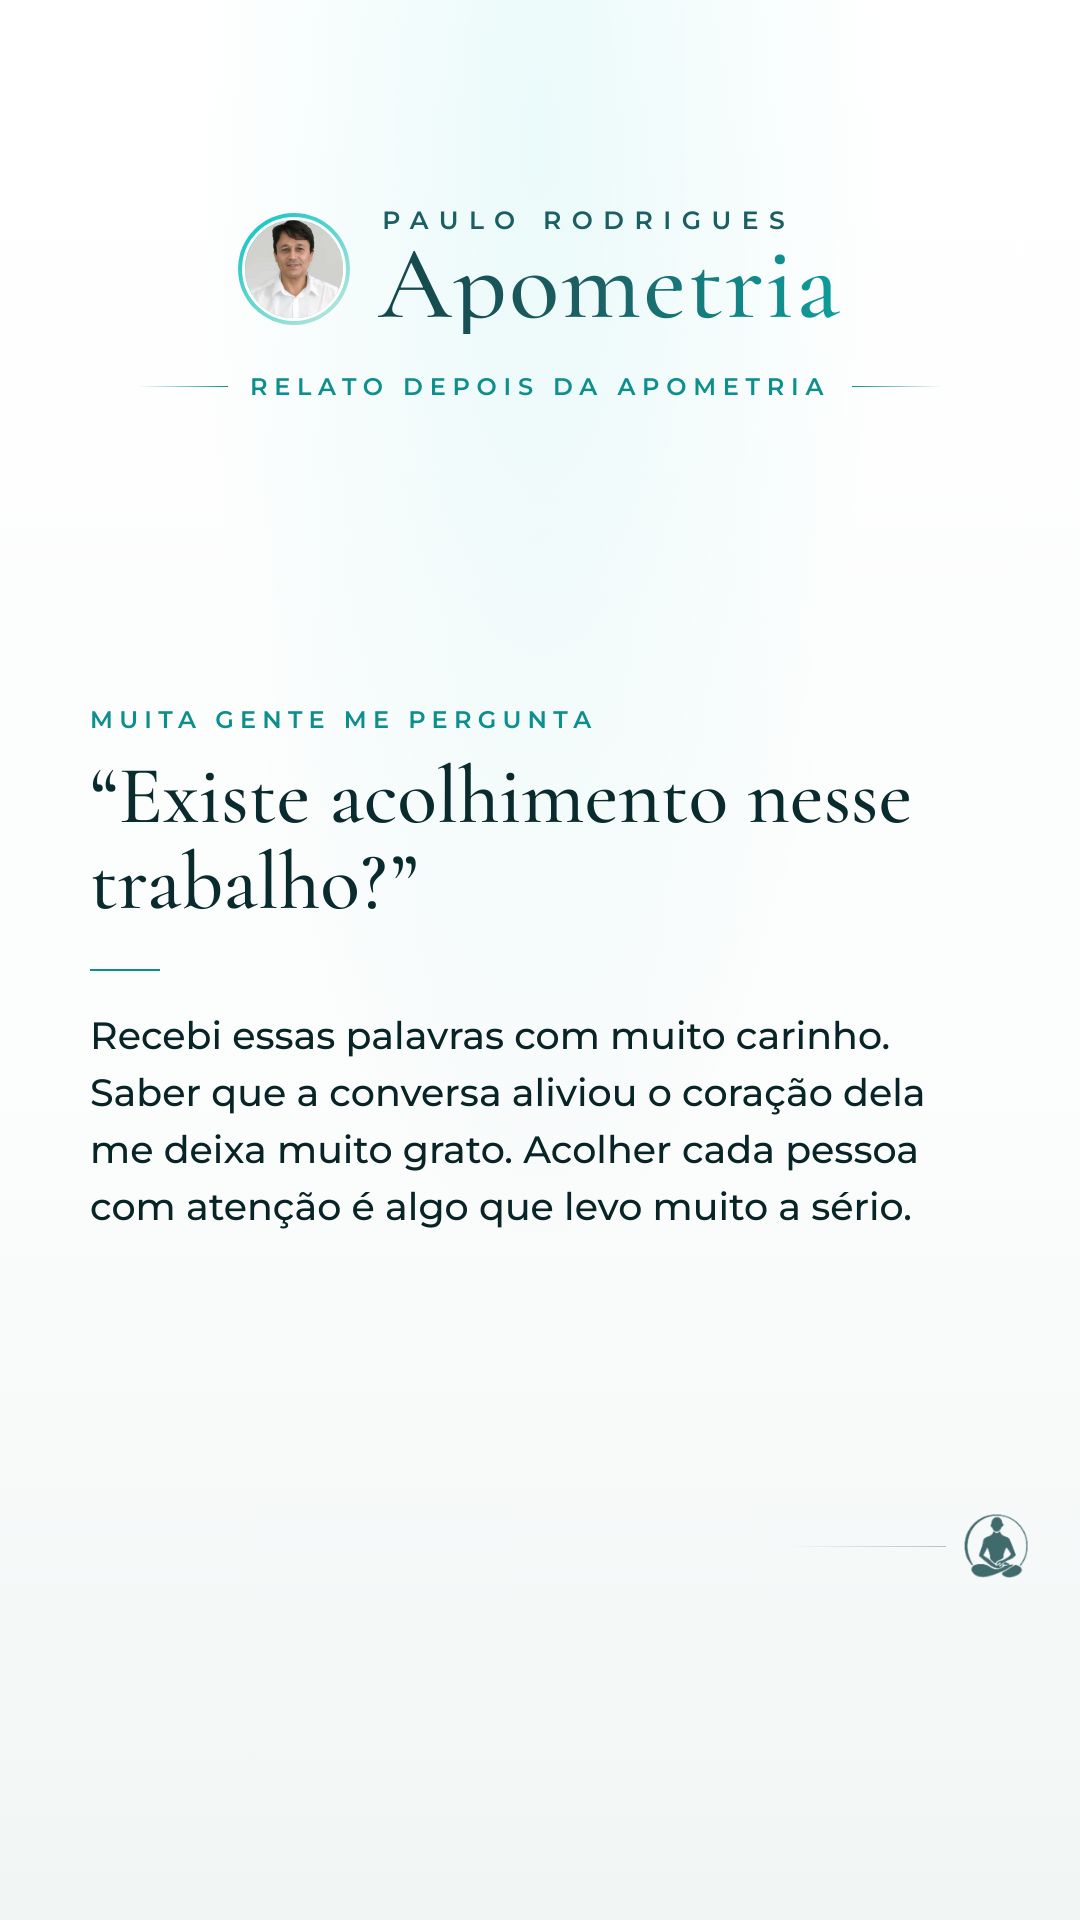 PAULO RODRIGUES
Apometria
RELATO DEPOIS DA APOMETRIA
MUITA GENTE ME PERGUNTA
“Existe acolhimento nesse
trabalho?”
Recebi essas palavras com muito carinho.
Saber que a conversa aliviou o coração dela
me deixa muito grato. Acolher cada pessoa
com atenção é algo que levo muito a sério.